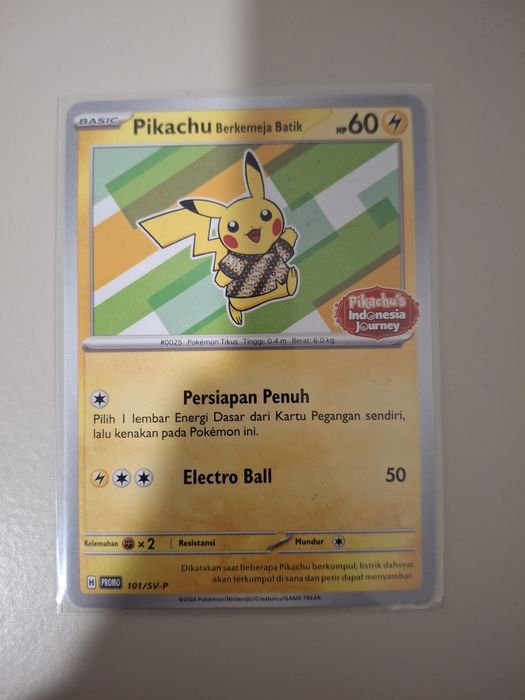 BASIC Pikachu Berkemeja Batik HP 60
Pikachu's
Indonesia
Journey
#0025 Pokémon Tikus Tinggi: 0.4 m Berat: 6.0 kg
Persiapan Penuh
Pilih 1 lembar Energi Dasar dari Kartu Pegangan sendiri,
lalu kenakan pada Pokémon ini.
Electro Ball 50
Kelemahan × 2 Resistansi Mundur
Dikatakan saat beberapa Pikachu berkumpul, listrik dahsyat
akan terkumpul di sana dan petir dapat menyambar.
H PROMO 101/SV-P
©2024 Pokémon/Nintendo/Creatures/GAME FREAK.